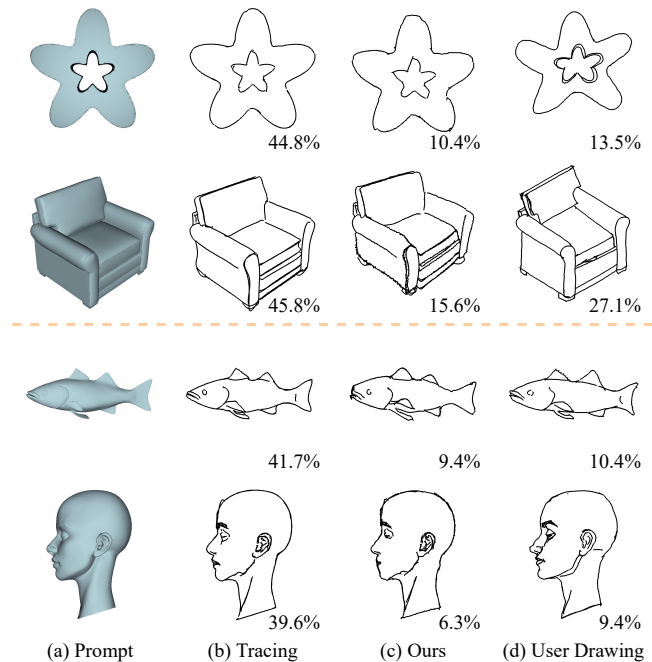 44.8% 10.4% 13.5%
45.8% 15.6% 27.1%
41.7% 9.4% 10.4%
39.6% 6.3% 9.4%
(a) Prompt (b) Tracing (c) Ours (d) User Drawing